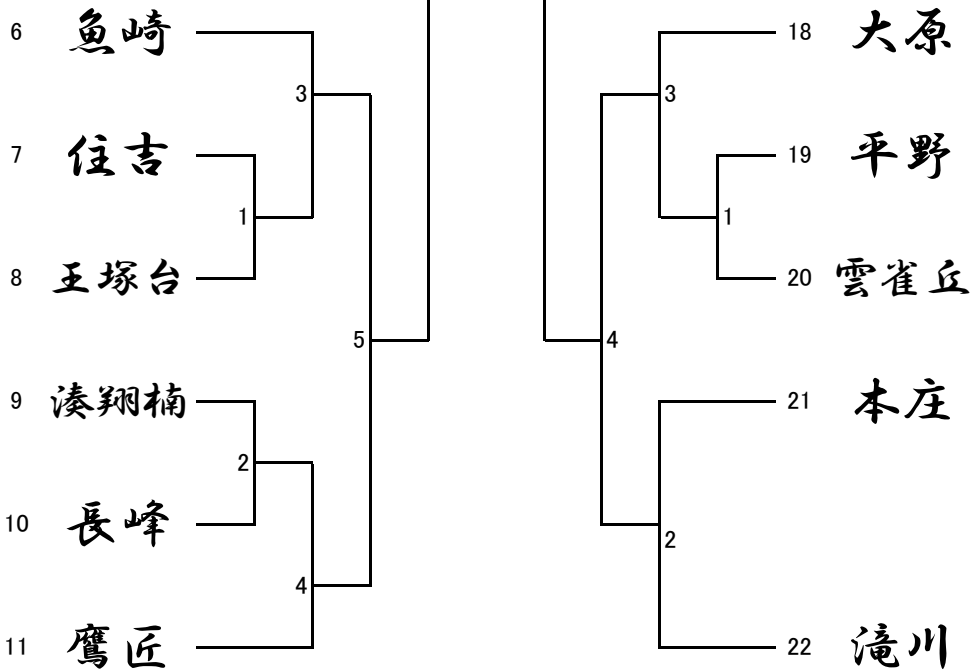 6 魚崎
7 住吉
8 王塚台
9 湊翔楠
10 長峰
11 鷹匠
3
1
5
2
4
18 大原
19 平野
20 雲雀丘
21 本庄
22 滝川
3
1
4
2